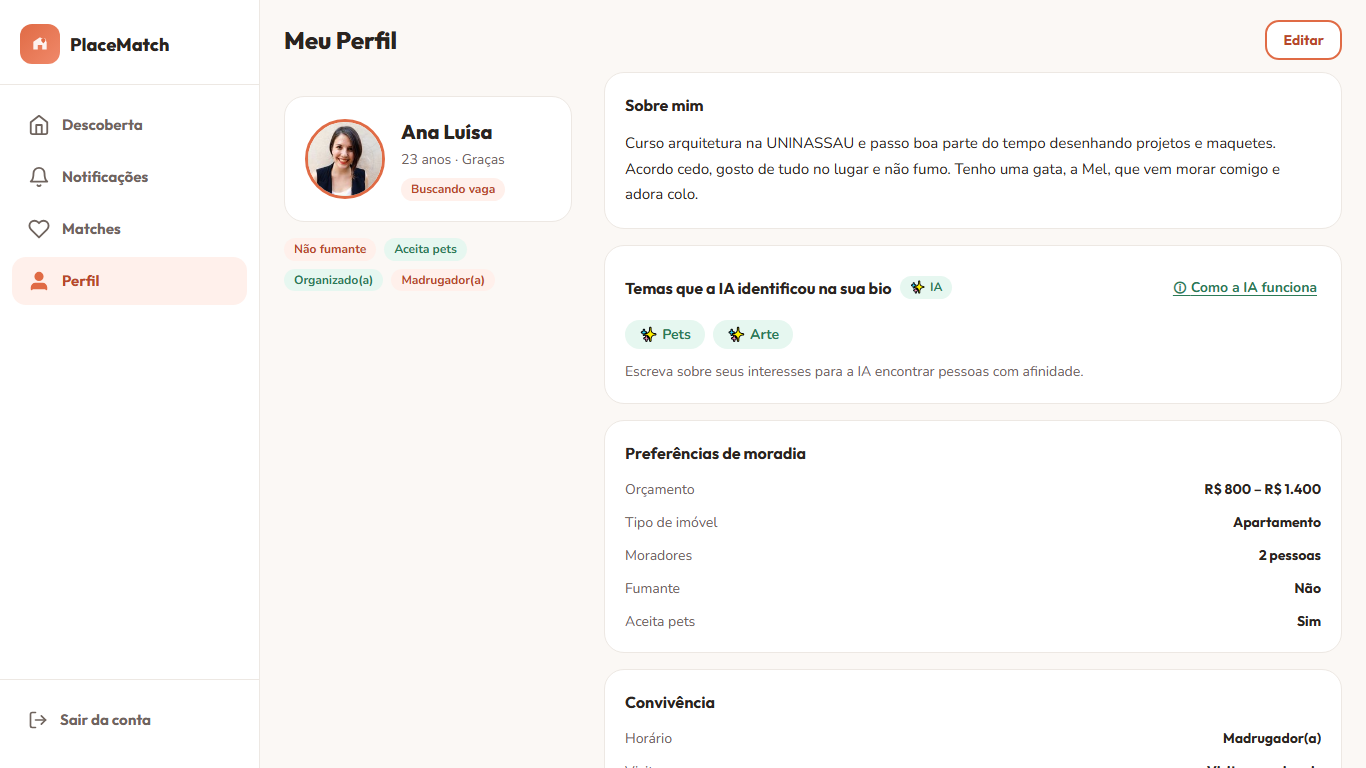 PlaceMatch
Descoberta
Notificações
Matches
Perfil
Sair da conta
Meu Perfil
Editar
Ana Luísa
23 anos · Graças
Buscando vaga
Não fumante
Aceita pets
Organizado(a)
Madrugador(a)
Sobre mim
Curso arquitetura na UNINASSAU e passo boa parte do tempo desenhando projetos e maquetes.
Acordo cedo, gosto de tudo no lugar e não fumo. Tenho uma gata, a Mel, que vem morar comigo e
adora colo.
Temas que a IA identificou na sua bio
✨ IA
ⓘ Como a IA funciona
✨ Pets
✨ Arte
Escreva sobre seus interesses para a IA encontrar pessoas com afinidade.
Preferências de moradia
Orçamento R$ 800 – R$ 1.400
Tipo de imóvel Apartamento
Moradores 2 pessoas
Fumante Não
Aceita pets Sim
Convivência
Horário Madrugador(a)